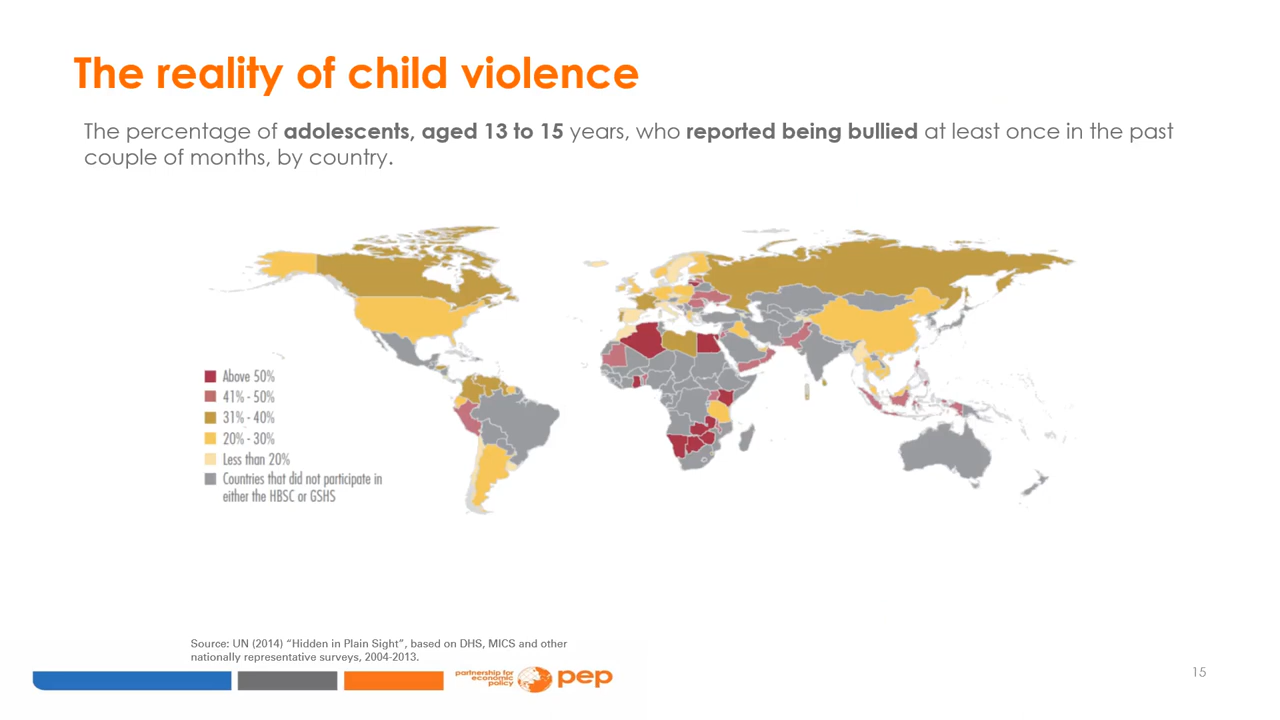 The reality of child violence
The percentage of adolescents, aged 13 to 15 years, who reported being bullied at least once in the past
couple of months, by country.
Above 50%
41% - 50%
31% - 40%
20% - 30%
Less than 20%
Countries that did not participate in
either the HBSC or GSHS
Source: UN (2014) “Hidden in Plain Sight”, based on DHS, MICS and other
nationally representative surveys, 2004-2013.
partnership for
economic
policy
pep
15